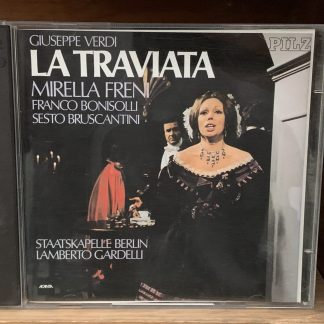 GIUSEPPE VERDI
PILZ
LA TRAVIATA
MIRELLA FRENI
FRANCO BONISOLLI
SESTO BRUSCANTINI
STAATSKAPELLE BERLIN
LAMBERTO GARDELLI